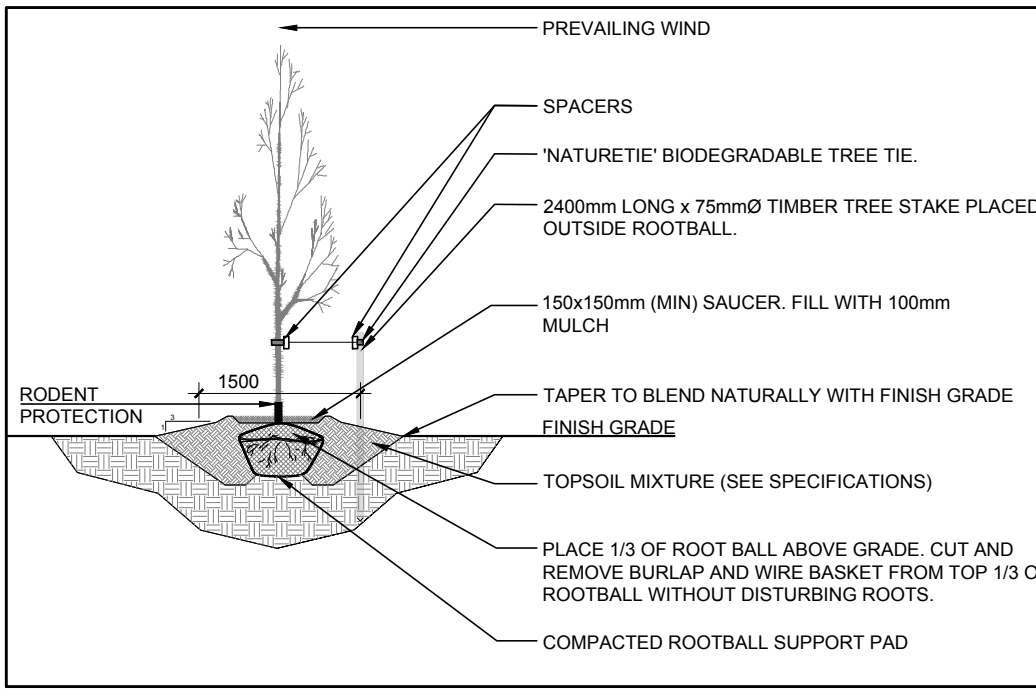 PREVAILING WIND
SPACERS
'NATURETIE' BIODEGRADABLE TREE TIE.
2400mm LONG x 75mmØ TIMBER TREE STAKE PLACED
OUTSIDE ROOTBALL.
150x150mm (MIN) SAUCER. FILL WITH 100mm
MULCH
1500
RODENT
PROTECTION
3
1
TAPER TO BLEND NATURALLY WITH FINISH GRADE
FINISH GRADE
TOPSOIL MIXTURE (SEE SPECIFICATIONS)
PLACE 1/3 OF ROOT BALL ABOVE GRADE. CUT AND
REMOVE BURLAP AND WIRE BASKET FROM TOP 1/3 O
ROOTBALL WITHOUT DISTURBING ROOTS.
COMPACTED ROOTBALL SUPPORT PAD